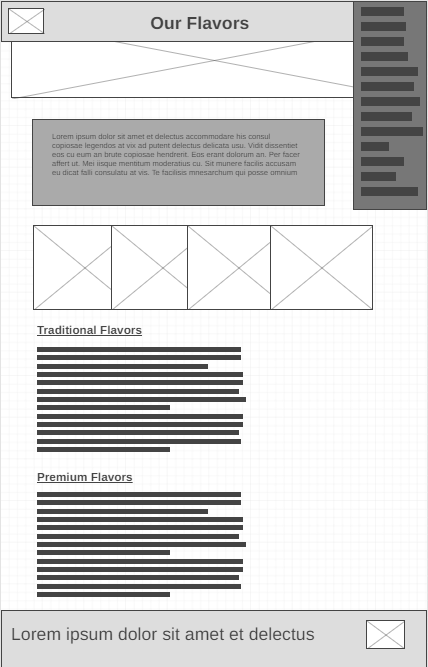 Our Flavors
Lorem ipsum dolor sit amet et delectus accommodare his consul
copiosae legendos at vix ad putent delectus delicata usu. Vidit dissentiet
eos cu eum an brute copiosae hendrerit. Eos erant dolorum an. Per facer
affert ut. Mei iisque mentitum moderatius cu. Sit munere facilis accusam
eu dicat falli consulatu at vis. Te facilisis mnesarchum qui posse omnium
Traditional Flavors
Premium Flavors
Lorem ipsum dolor sit amet et delectus